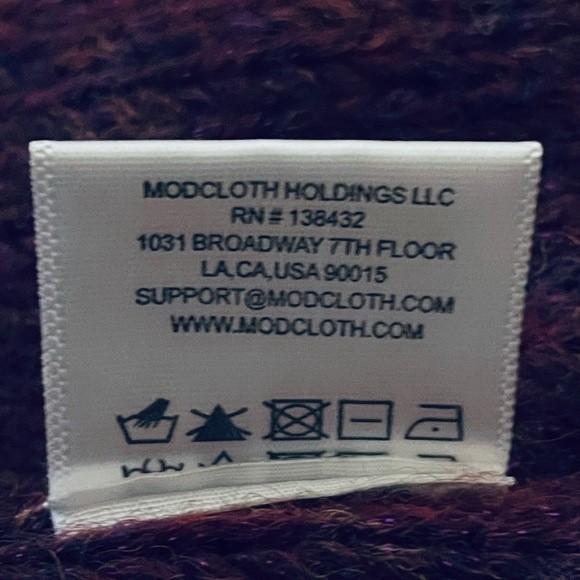 MODCLOTH HOLDINGS LLC
RN # 138432
1031 BROADWAY 7TH FLOOR
LA,CA,USA 90015
SUPPORT@MODCLOTH.COM
WWW.MODCLOTH.COM